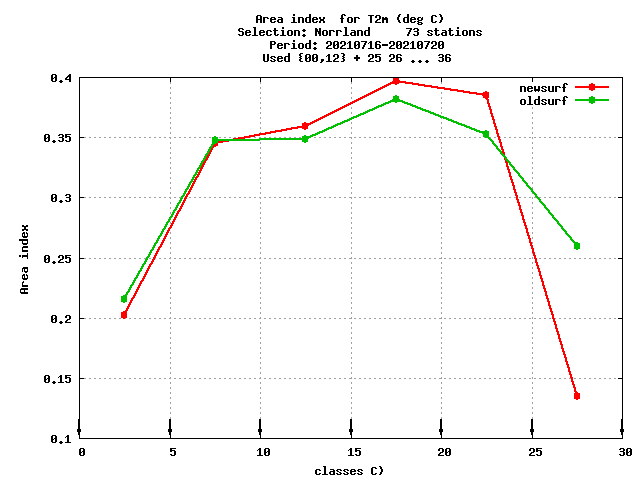 Area index  for T2m (deg C)
Selection: Norrland     73 stations
Period: 20210716-20210720
Used {00,12} + 25 26 ... 36
newsurf
oldsurf
0.4
0.35
0.3
0.25
0.2
0.15
0.1
Area index
0 5 10 15 20 25 30
classes C)